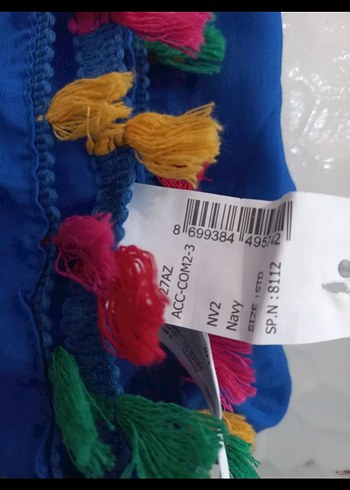 8 699384 495742
27AZ
ACC-COM2-3
NV2
Navy
SIZE : STD
SP.N : 8112